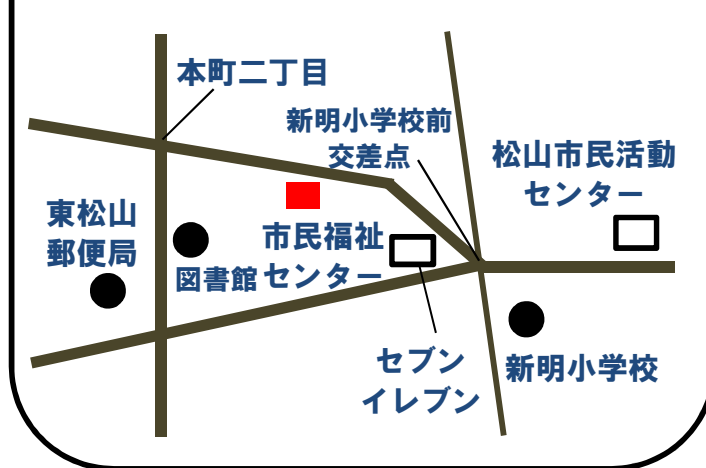 本町二丁目
新明小学校前
交差点
松山市民活動
センター
東松山
郵便局
図書館
市民福祉
センター
セブン
イレブン
新明小学校